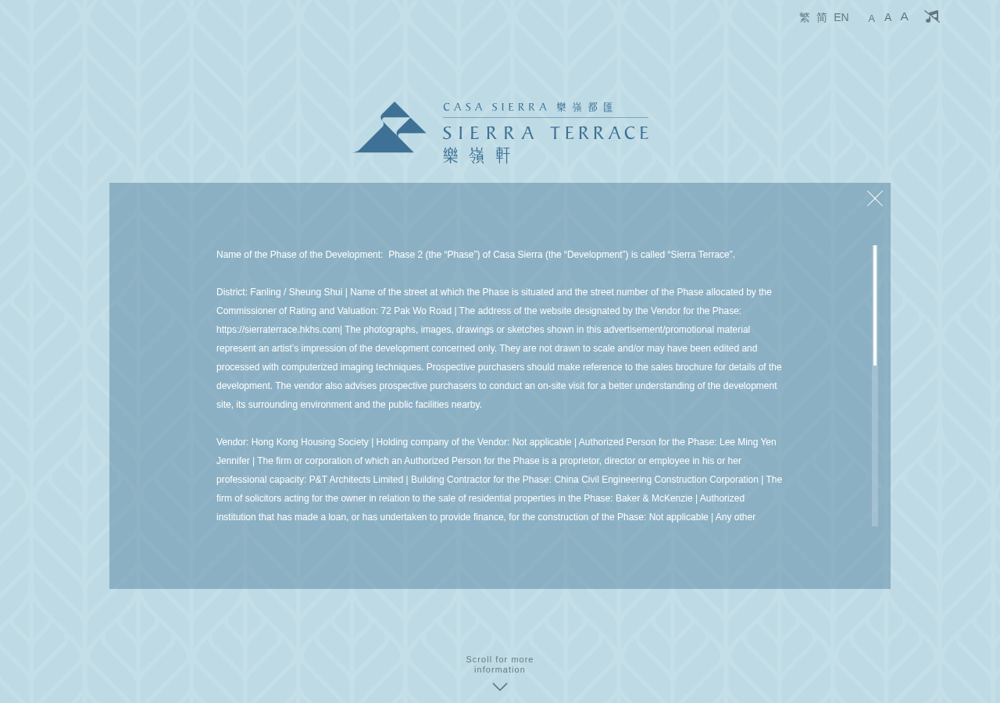 繁 简 EN A A A
CASA SIERRA 樂嶺都匯
SIERRA TERRACE
樂嶺軒
Name of the Phase of the Development:  Phase 2 (the “Phase”) of Casa Sierra (the “Development”) is called “Sierra Terrace”.
District: Fanling / Sheung Shui | Name of the street at which the Phase is situated and the street number of the Phase allocated by the
Commissioner of Rating and Valuation: 72 Pak Wo Road | The address of the website designated by the Vendor for the Phase:
https://sierraterrace.hkhs.com| The photographs, images, drawings or sketches shown in this advertisement/promotional material
represent an artist's impression of the development concerned only. They are not drawn to scale and/or may have been edited and
processed with computerized imaging techniques. Prospective purchasers should make reference to the sales brochure for details of the
development. The vendor also advises prospective purchasers to conduct an on-site visit for a better understanding of the development
site, its surrounding environment and the public facilities nearby.
Vendor: Hong Kong Housing Society | Holding company of the Vendor: Not applicable | Authorized Person for the Phase: Lee Ming Yen
Jennifer | The firm or corporation of which an Authorized Person for the Phase is a proprietor, director or employee in his or her
professional capacity: P&T Architects Limited | Building Contractor for the Phase: China Civil Engineering Construction Corporation | The
firm of solicitors acting for the owner in relation to the sale of residential properties in the Phase: Baker & McKenzie | Authorized
institution that has made a loan, or has undertaken to provide finance, for the construction of the Phase: Not applicable | Any other
Scroll for more
information